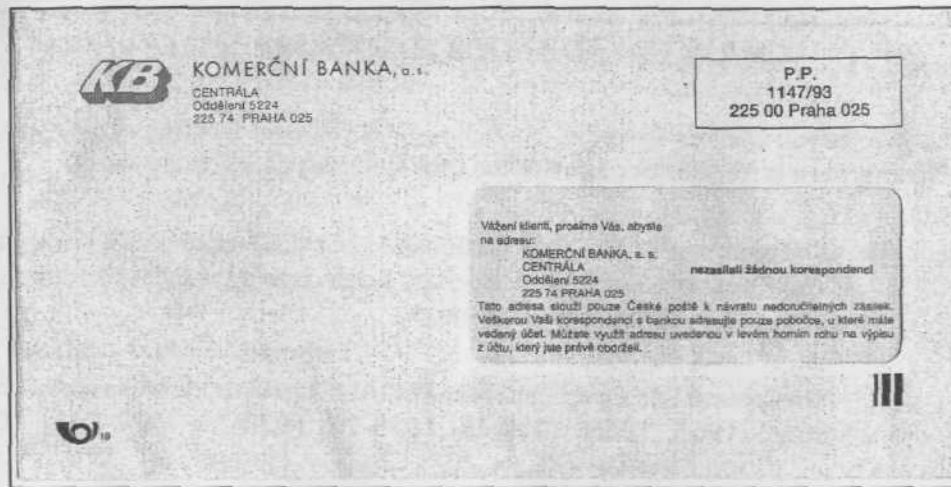 KB
KOMERČNÍ BANKA, a.s.
CENTRÁLA
Oddělení 5224
225 74 PRAHA 025
P.P.
1147/93
225 00 Praha 025
Vážení klienti, prosíme Vás, abyste
na adresu:
KOMERČNÍ BANKA, a. s.
CENTRÁLA
Oddělení 5224
225 74 PRAHA 025
nezasílali žádnou korespondenci
Tato adresa slouží pouze České poště k návratu nedoručitelných zásilek.
Veškerou Vaši korespondenci s bankou adresujte pouze pobočce, u které máte
vedený účet. Můžete využít adresu uvedenou v levém horním rohu na výpisu
z účtu, který jste právě obdrželi.